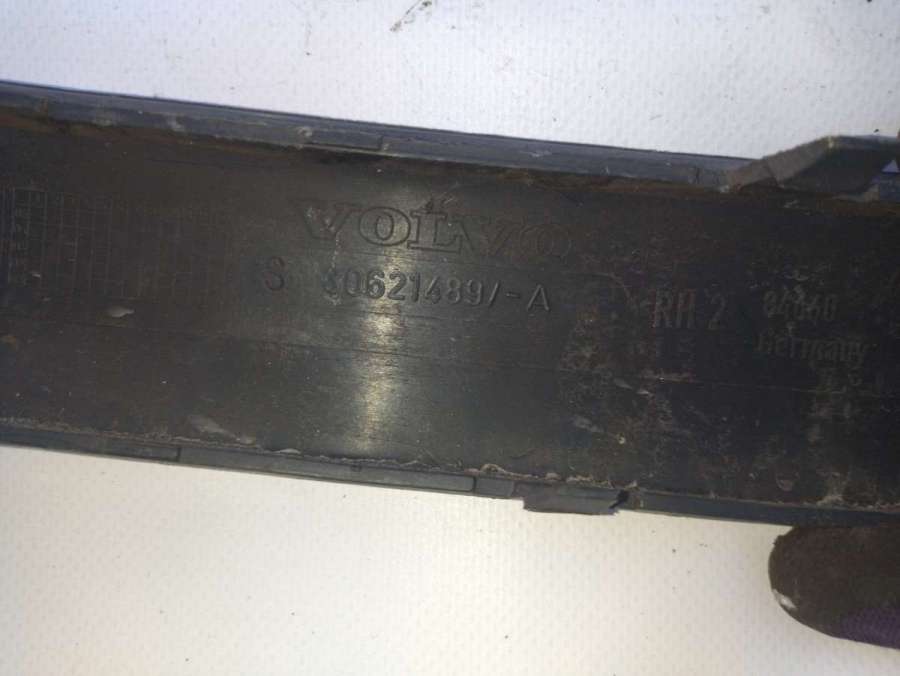 VOLVO
S 30621489/-A
RH 2
Germany